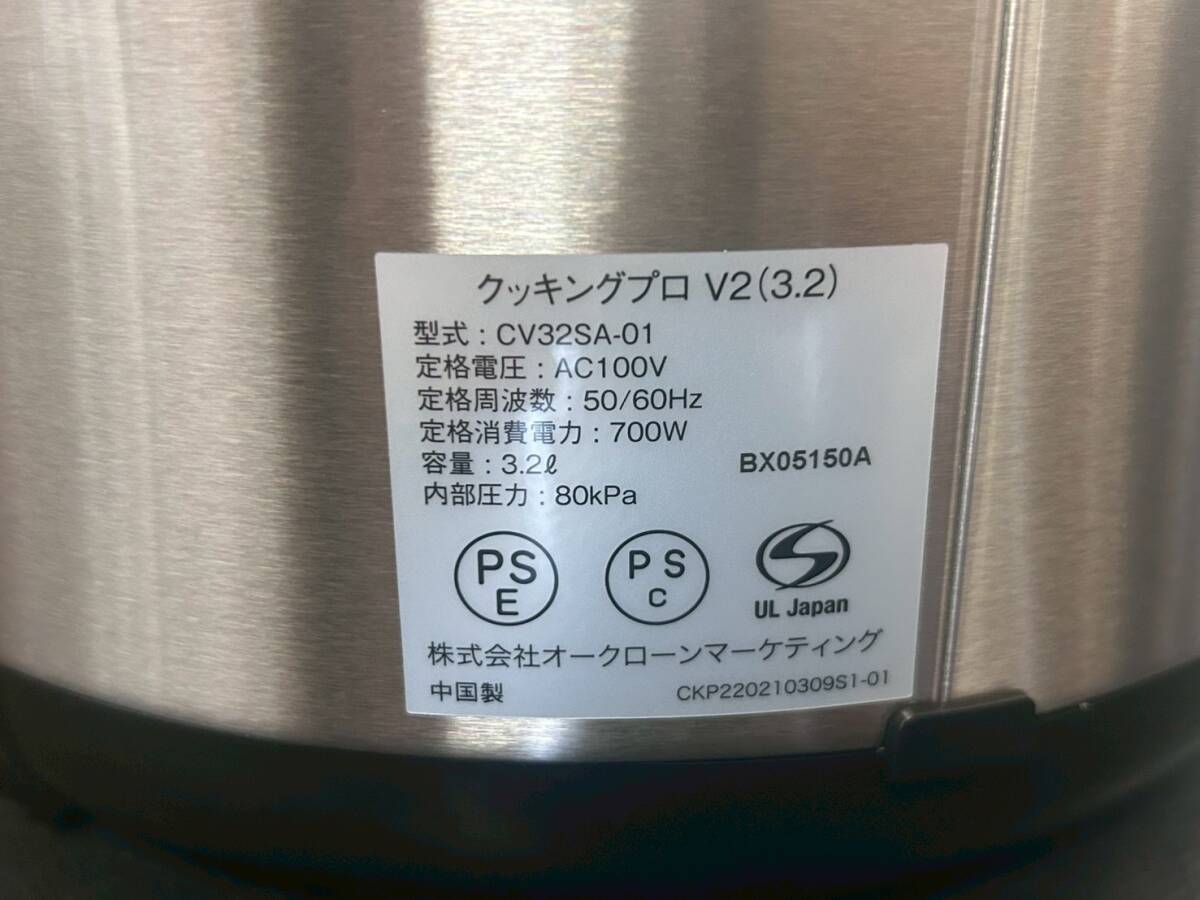 クッキングプロ V2(3.2)
型式 : CV32SA-01
定格電圧 : AC100V
定格周波数 : 50/60Hz
定格消費電力 : 700W
容量 : 3.2ℓ
BX05150A
内部圧力 : 80kPa
PS E
PS C
UL Japan
株式会社オークローンマーケティング
中国製
CKP220210309S1-01